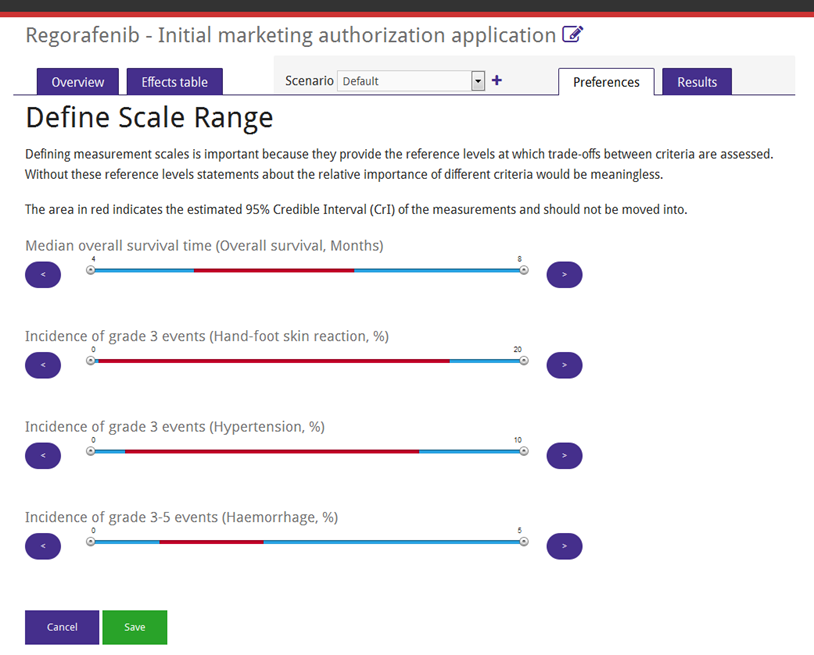 Regorafenib - Initial marketing authorization application
Overview
Effects table
Scenario
Default
+
Preferences
Results
Define Scale Range
Defining measurement scales is important because they provide the reference levels at which trade-offs between criteria are assessed.
Without these reference levels statements about the relative importance of different criteria would be meaningless.
The area in red indicates the estimated 95% Credible Interval (CrI) of the measurements and should not be moved into.
Median overall survival time (Overall survival, Months)
4
8
<
>
Incidence of grade 3 events (Hand-foot skin reaction, %)
0
20
<
>
Incidence of grade 3 events (Hypertension, %)
0
10
<
>
Incidence of grade 3-5 events (Haemorrhage, %)
0
5
<
>
Cancel
Save